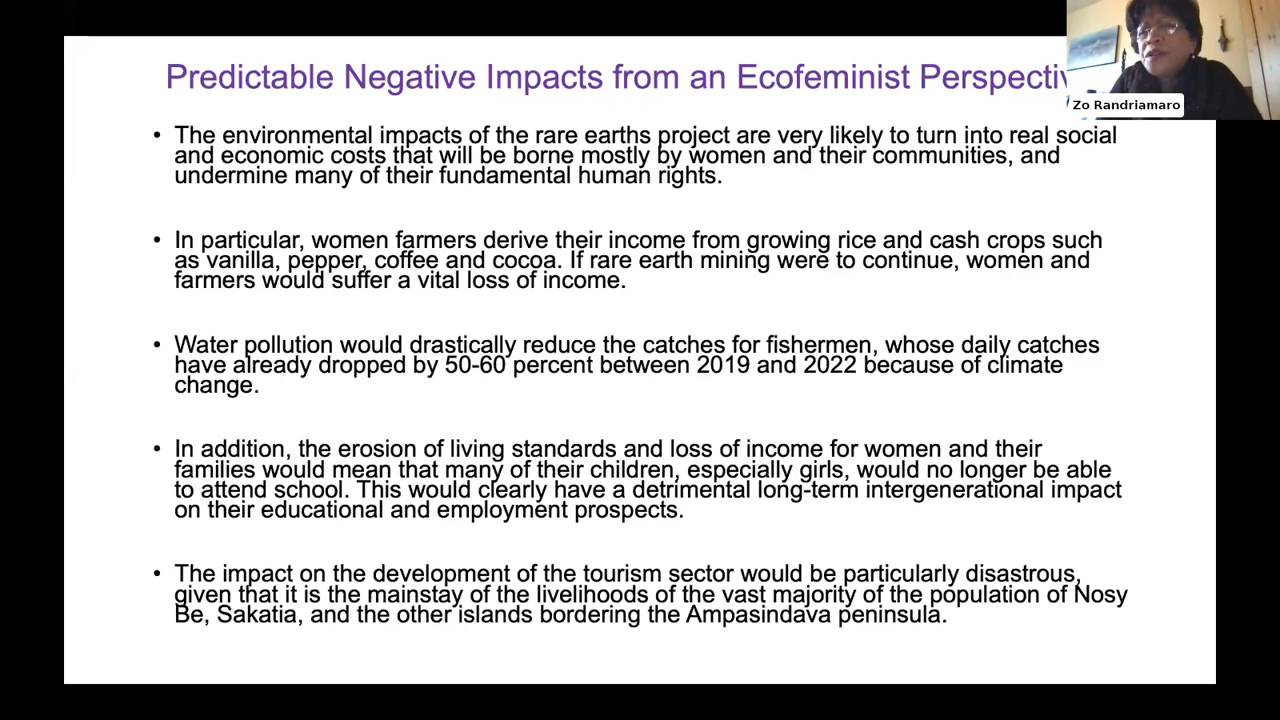 Predictable Negative Impacts from an Ecofeminist
Zo Randriamaro
• The environmental impacts of the rare earths project are very likely to turn into real social
and economic costs that will be borne mostly by women and their communities, and
undermine many of their fundamental human rights.
• In particular, women farmers derive their income from growing rice and cash crops such
as vanilla, pepper, coffee and cocoa. If rare earth mining were to continue, women and
farmers would suffer a vital loss of income.
• Water pollution would drastically reduce the catches for fishermen, whose daily catches
have already dropped by 50-60 percent between 2019 and 2022 because of climate
change.
• In addition, the erosion of living standards and loss of income for women and their
families would mean that many of their children, especially girls, would no longer be able
to attend school. This would clearly have a detrimental long-term intergenerational impact
on their educational and employment prospects.
• The impact on the development of the tourism sector would be particularly disastrous,
given that it is the mainstay of the livelihoods of the vast majority of the population of Nosy
Be, Sakatia, and the other islands bordering the Ampasindava peninsula.